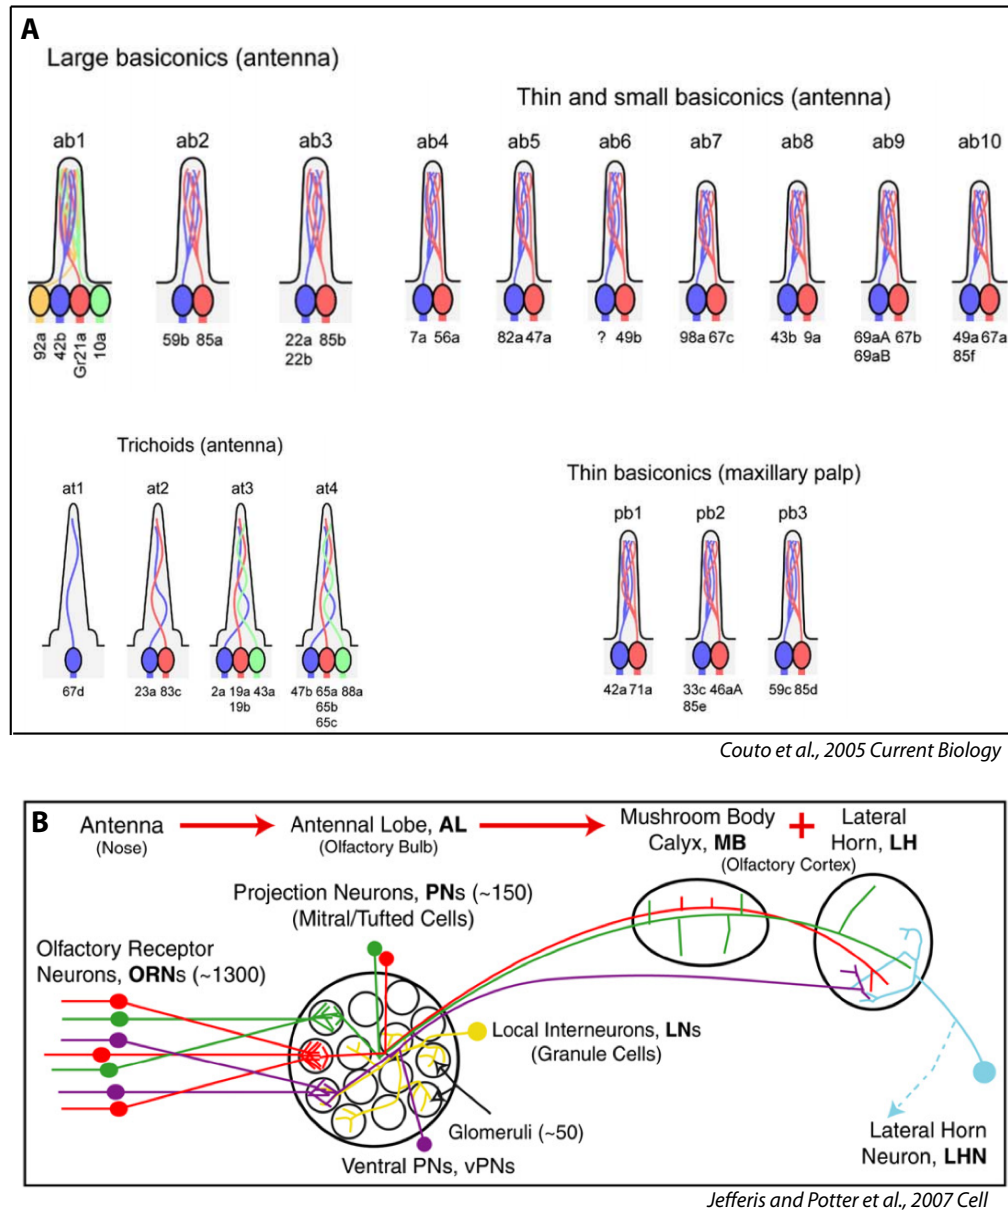 A
Large basiconics (antenna)
Thin and small basiconics (antenna)
ab1 ab2 ab3 ab4 ab5 ab6 ab7 ab8 ab9 ab10
92a 42b Gr21a 10a 59b 85a 22a 85b 7a 56a 82a 47a ? 49b 98a 67c 43b 9a 69aA 67b 49a 67a
22b 69aB 85f
Trichoids (antenna)
Thin basiconics (maxillary palp)
at1 at2 at3 at4
pb1 pb2 pb3
67d 23a 83c 2a 19a 43a 47b 65a 88a 42a 71a 33c 46aA 59c 85d
19b 65b 85e
65c
Couto et al., 2005 Current Biology
B
Antenna
(Nose)
Antennal Lobe, AL
(Olfactory Bulb)
Mushroom Body
Calyx, MB
+
Lateral
Horn, LH
(Olfactory Cortex)
Projection Neurons, PNs (~150)
(Mitral/Tufted Cells)
Olfactory Receptor
Neurons, ORNs (~1300)
Local Interneurons, LNs
(Granule Cells)
Glomeruli (~50)
Ventral PNs, vPNs
Lateral Horn
Neuron, LHN
Jefferis and Potter et al., 2007 Cell